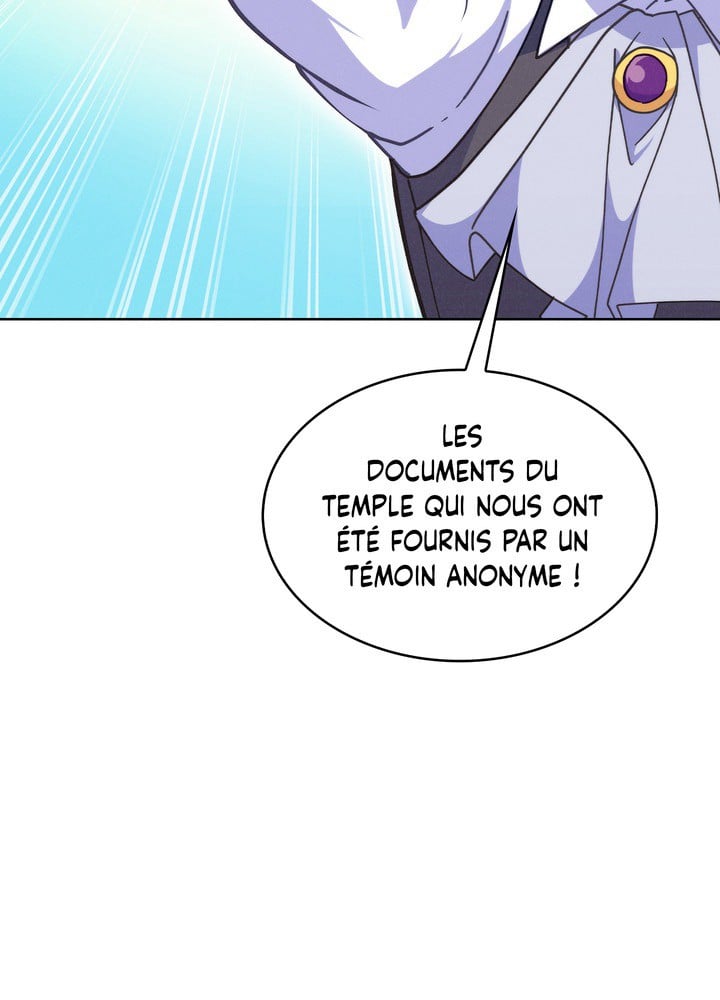 LES
DOCUMENTS DU
TEMPLE QUI NOUS ONT
ÉTÉ FOURNIS PAR UN
TÉMOIN ANONYME !